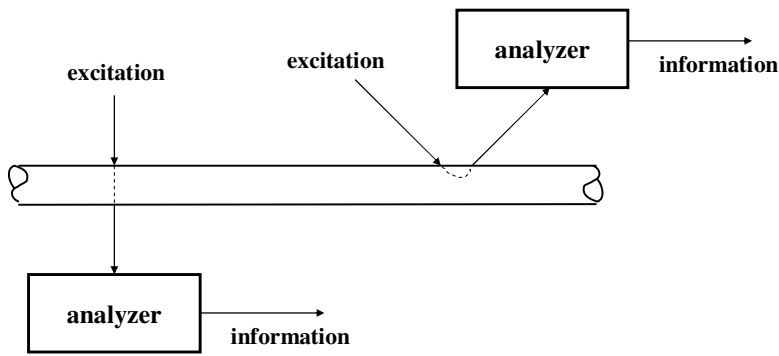 analyzer
information
excitation
excitation
analyzer
information